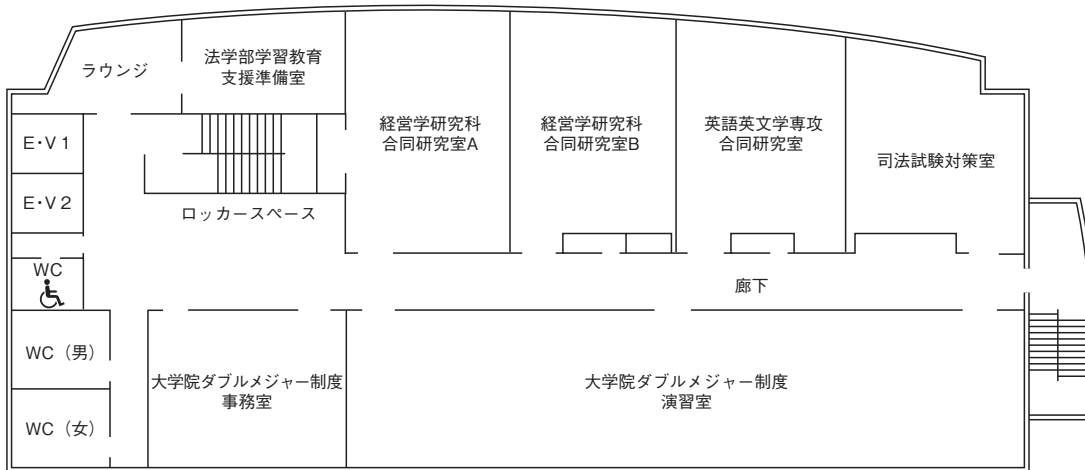 ラウンジ
法学部学習教育
支援準備室
経営学研究科
合同研究室A
経営学研究科
合同研究室B
英語英文学専攻
合同研究室
司法試験対策室
E・V 1
E・V 2
ロッカースペース
WC
廊下
WC（男）
大学院ダブルメジャー制度
事務室
大学院ダブルメジャー制度
演習室
WC（女）